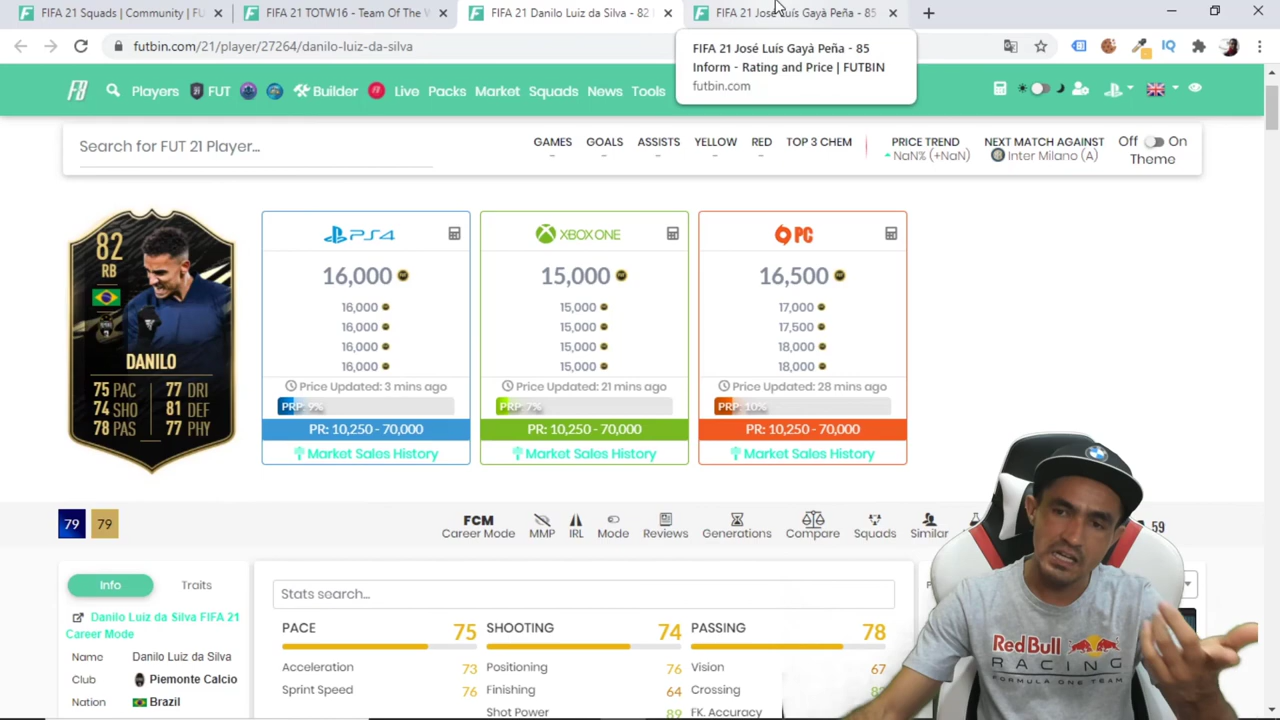 FIFA 21 Squads | Community | FU
FIFA 21 TOTW16 - Team Of The W
FIFA 21 Danilo Luiz da Silva - 82
FIFA 21 José Luís Gayà Peña - 85
futbin.com/21/player/27264/danilo-luiz-da-silva
FIFA 21 José Luís Gayà Peña - 85
Inform - Rating and Price | FUTBIN
futbin.com
Players FUT Builder Live Packs Market Squads News Tools
Search for FUT 21 Player...
GAMES GOALS ASSISTS YELLOW RED TOP 3 CHEM
- - - - - -
PRICE TREND
NaN% (+NaN)
NEXT MATCH AGAINST
Inter Milano (A)
Off On
Theme
82
RB
DANILO
75 PAC 77 DRI
74 SHO 81 DEF
78 PAS 77 PHY
PS4
16,000
16,000
16,000
16,000
16,000
Price Updated: 3 mins ago
PRP 9%
PR: 10,250 - 70,000
Market Sales History
XBOX ONE
15,000
15,000
15,000
15,000
15,000
Price Updated: 21 mins ago
PRP 7%
PR: 10,250 - 70,000
Market Sales History
PC
16,500
17,000
17,500
18,000
18,000
Price Updated: 28 mins ago
PRP 10%
PR: 10,250 - 70,000
Market Sales History
79 79
FCM
Career Mode MMP IRL Mode Reviews Generations Compare Squads Similar
59
Info Traits
Danilo Luiz da Silva FIFA 21
Career Mode
Name Danilo Luiz da Silva
Club Piemonte Calcio
Nation Brazil
Stats search...
PACE 75 SHOOTING 74 PASSING 78
Acceleration 73 Positioning 76 Vision 67
Sprint Speed 76 Finishing 64 Crossing
Shot Power 89 FK. Accuracy
Red Bull
RACING
FORMULA ONE TEAM